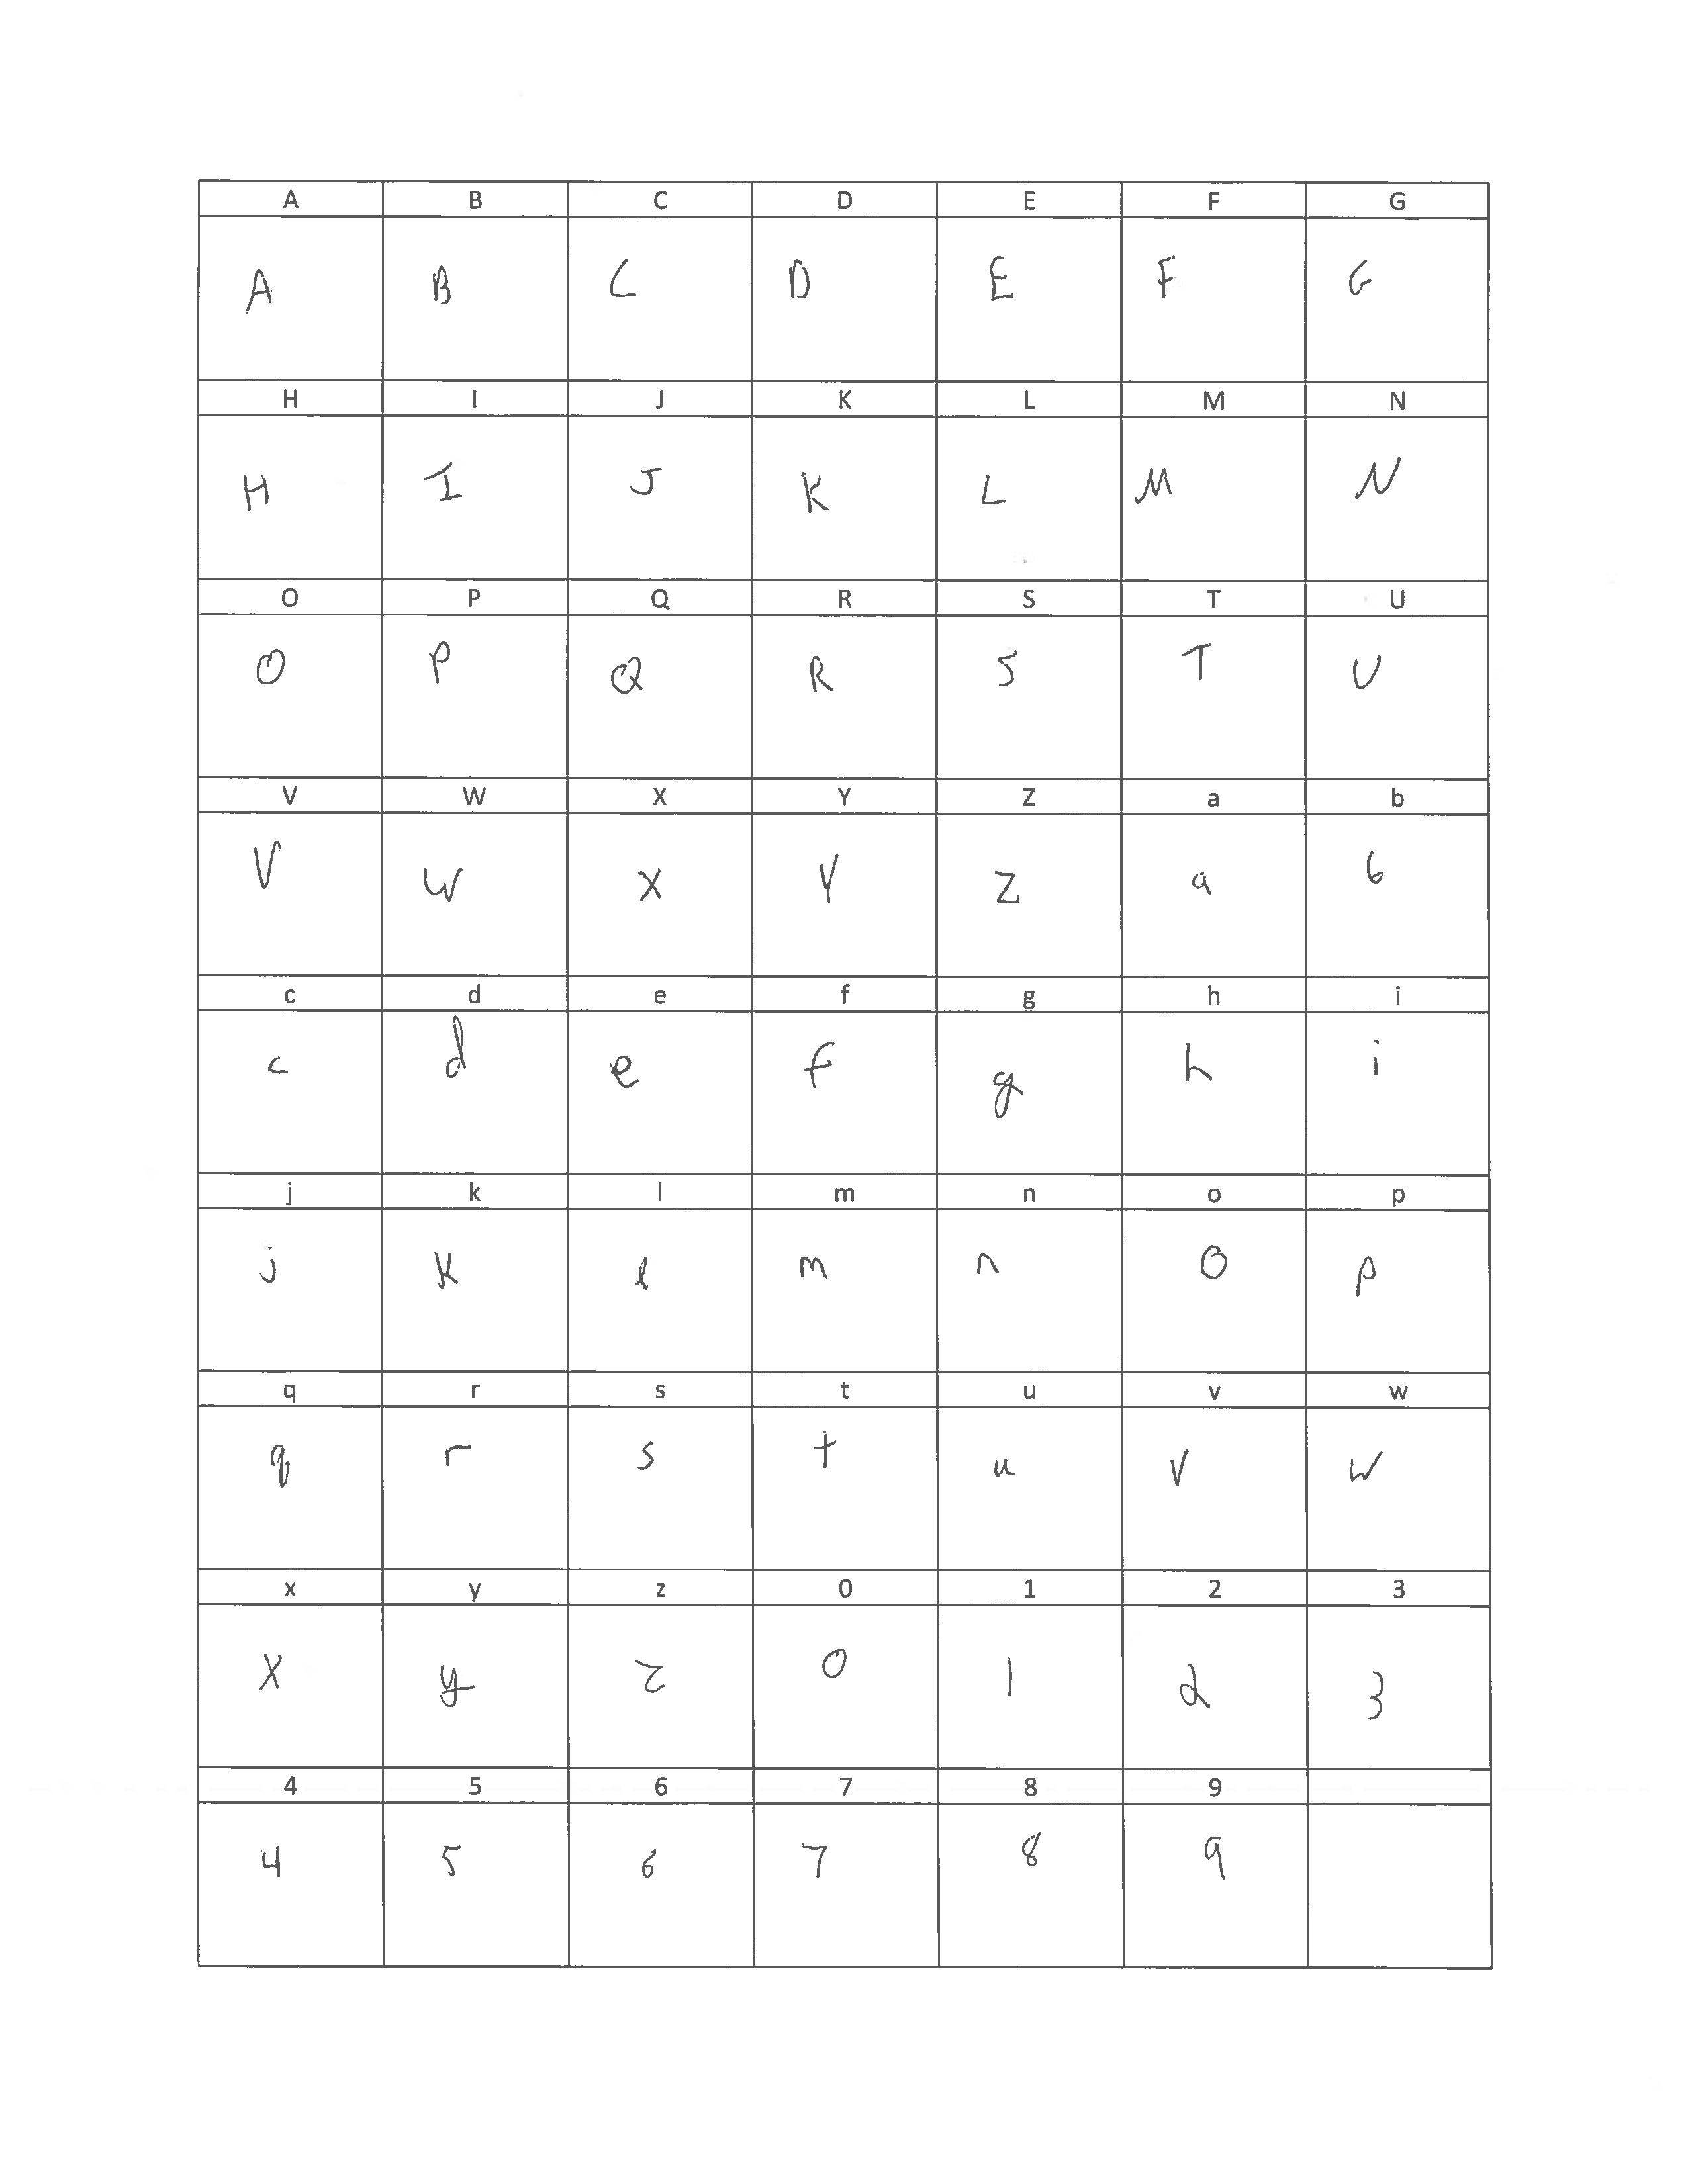 A B C D E F G
A B C D E F G
H I J K L M N
H I J K L M N
O P Q R S T U
O P Q R S T U
V W X Y Z a b
V W X Y Z a b
c d e f g h i
c d e f g h i
j k l m n o p
j k l m n o p
q r s t u v w
q r s t u v w
x y z 0 1 2 3
x y z 0 1 2 3
4 5 6 7 8 9
4 5 6 7 8 9